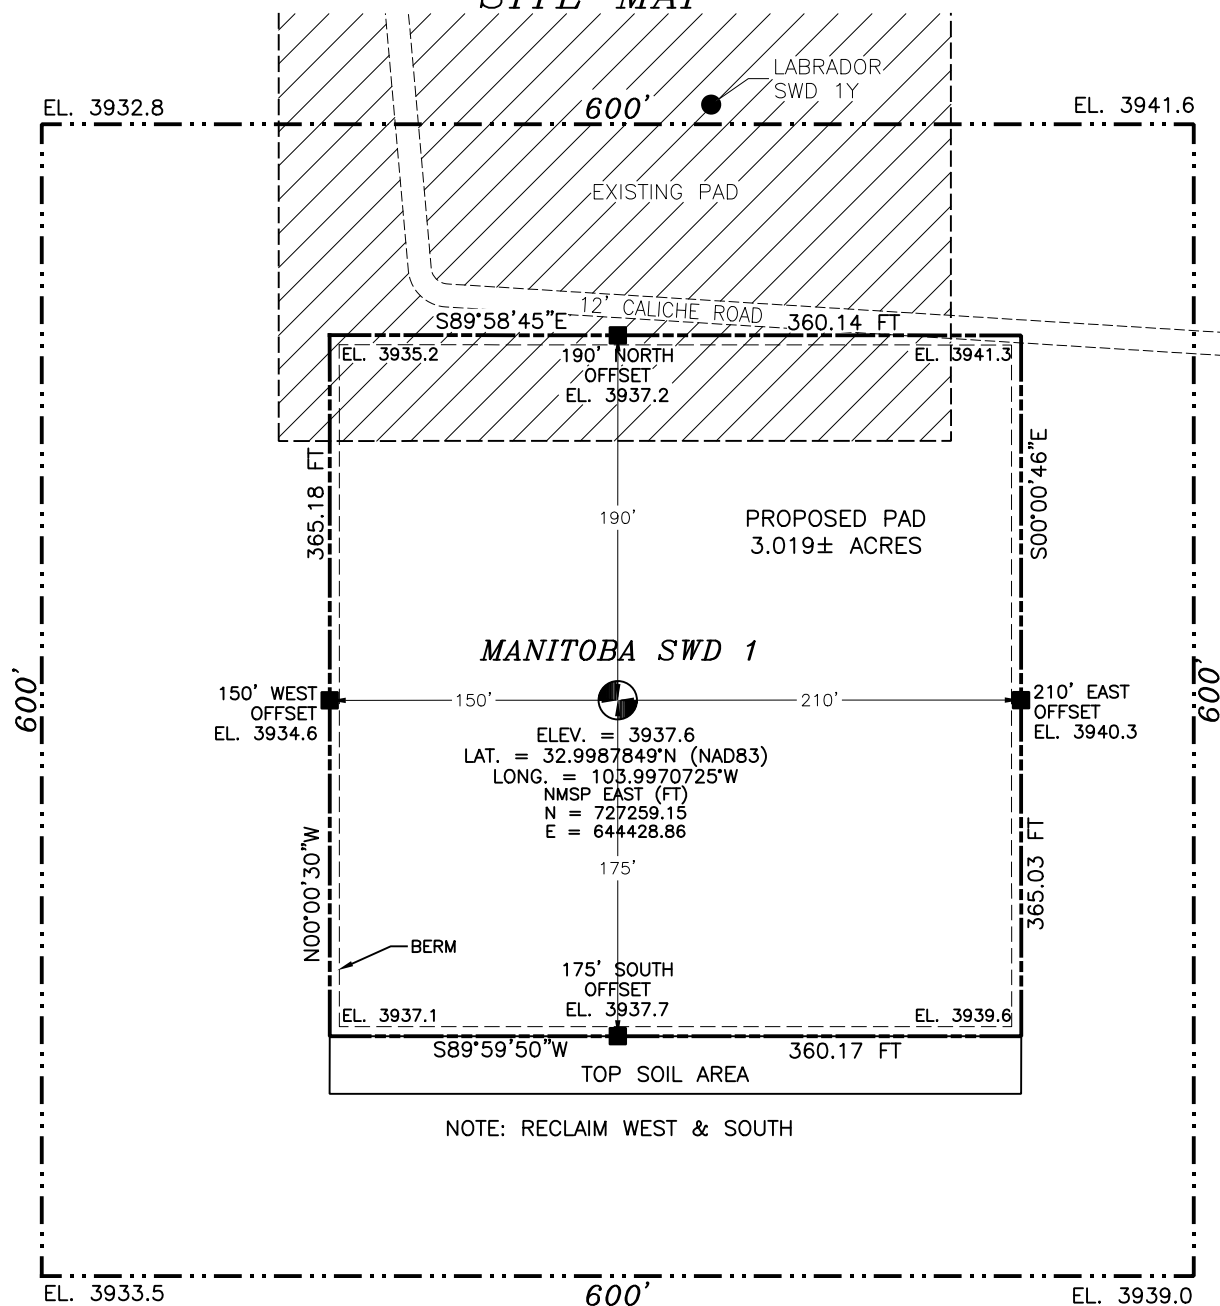 SITE MAP
LABRADOR
SWD 1Y
EL. 3932.8
600'
EL. 3941.6
EXISTING PAD
12' CALICHE ROAD
S89°58'45"E
360.14 FT
EL. 3935.2
190' NORTH
OFFSET
EL. 3937.2
EL. 3941.3
365.18 FT
S00°00'46"E
190'
PROPOSED PAD
3.019± ACRES
MANITOBA SWD 1
600'
150' WEST
OFFSET
EL. 3934.6
150'
210'
210' EAST
OFFSET
EL. 3940.3
600'
ELEV. = 3937.6
LAT. = 32.9987849°N (NAD83)
LONG. = 103.9970725°W
NMSP EAST (FT)
N = 727259.15
E = 644428.86
N00°00'30"W
175'
365.03 FT
BERM
175' SOUTH
OFFSET
EL. 3937.7
EL. 3937.1
EL. 3939.6
S89°59'50"W
360.17 FT
TOP SOIL AREA
NOTE: RECLAIM WEST & SOUTH
EL. 3933.5
600'
EL. 3939.0